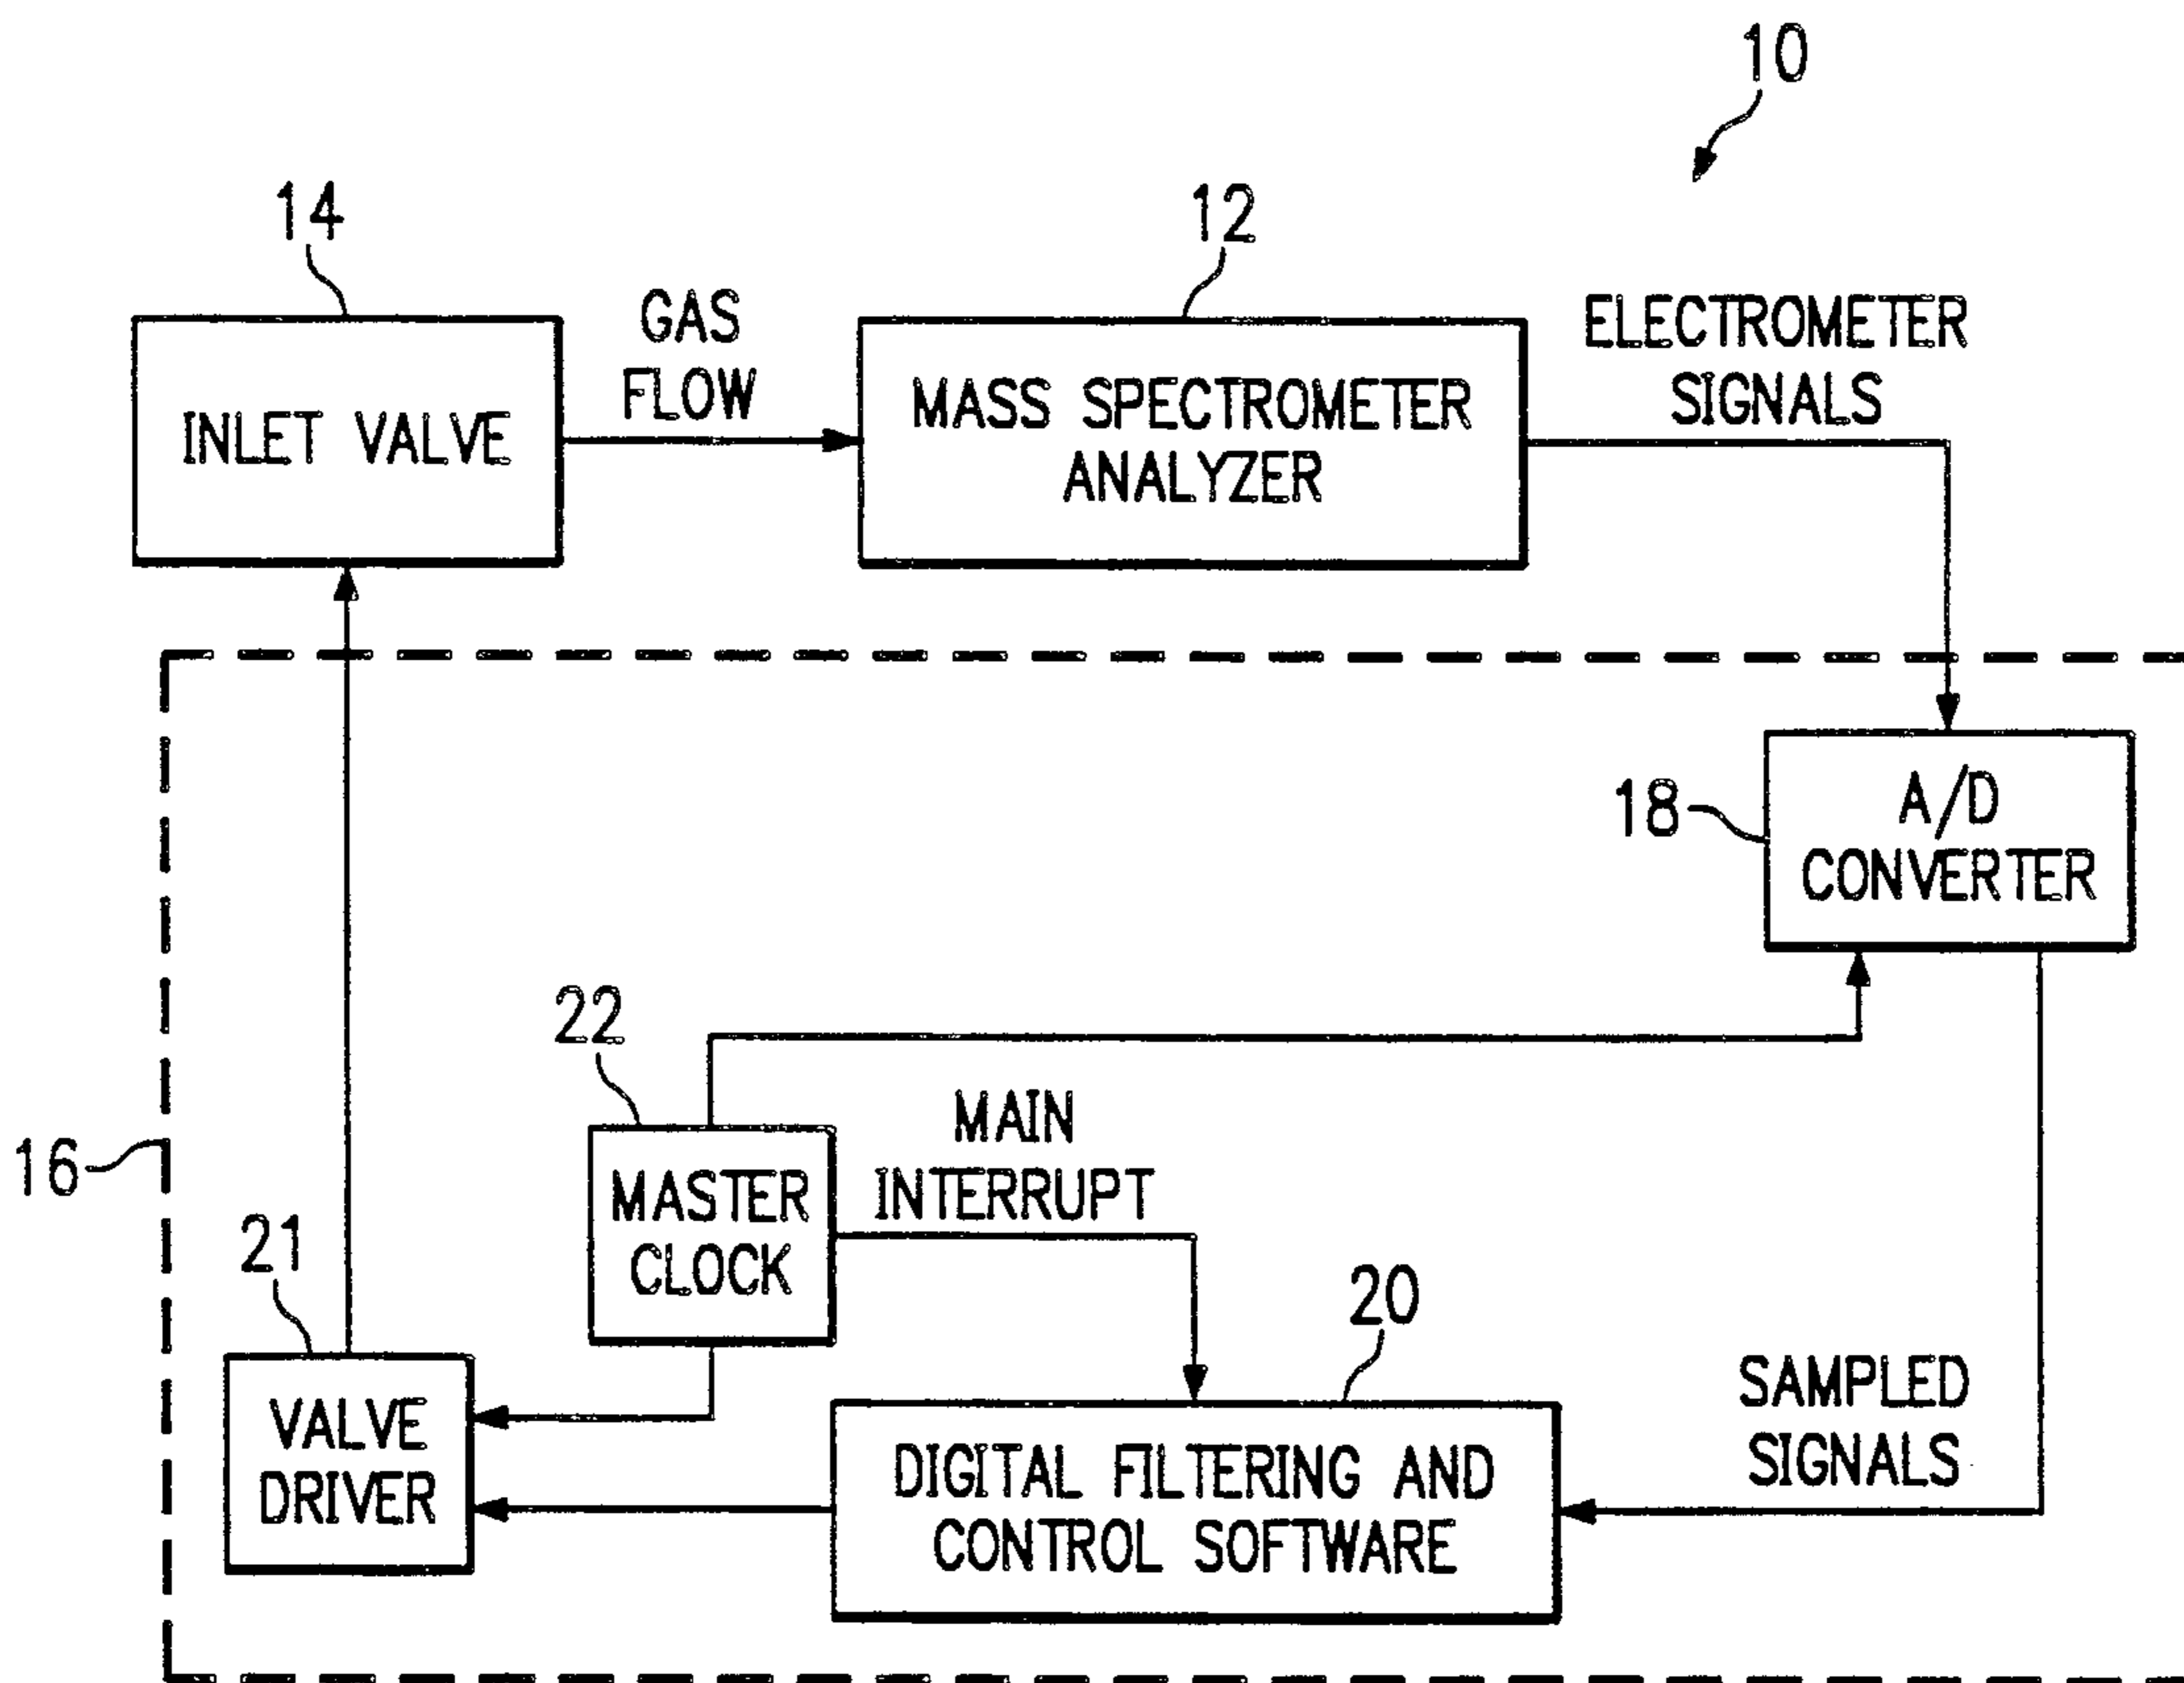 10
14
12
GAS
FLOW
ELECTROMETER
SIGNALS
INLET VALVE
MASS SPECTROMETER
ANALYZER
18
A/D
CONVERTER
22
MAIN
INTERRUPT
16
MASTER
CLOCK
21
20
SAMPLED
SIGNALS
VALVE
DRIVER
DIGITAL FILTERING AND
CONTROL SOFTWARE